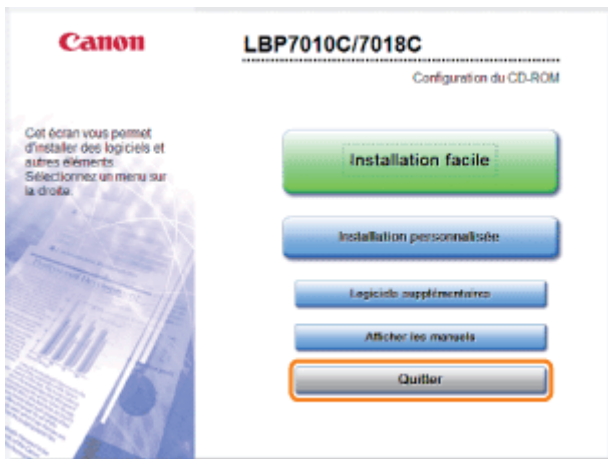 Canon
LBP7010C/7018C
Configuration du CD-ROM
Cet écran vous permet
d'installer des logiciels et
autres éléments.
Sélectionnez un menu sur
la droite.
Installation facile
Installation personnalisée
Logiciels supplémentaires
Afficher les manuels
Quitter